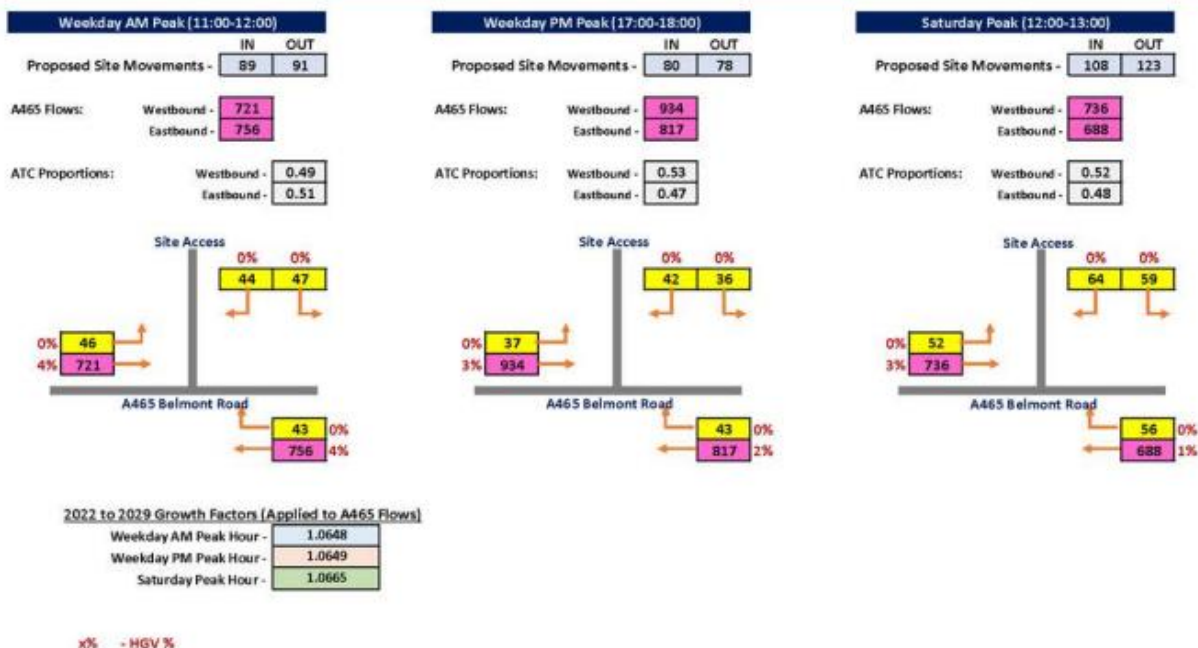 Weekday AM Peak (11:00-12:00)
IN OUT
Proposed Site Movements - 89 91
A465 Flows: Westbound - 721
Eastbound - 756
ATC Proportions: Westbound - 0.49
Eastbound - 0.51
Site Access
0% 0%
44 47
0% 46
4% 721
A465 Belmont Road
43 0%
756 4%
Weekday PM Peak (17:00-18:00)
IN OUT
Proposed Site Movements - 80 78
A465 Flows: Westbound - 934
Eastbound - 817
ATC Proportions: Westbound - 0.53
Eastbound - 0.47
Site Access
0% 0%
42 36
0% 37
3% 934
A465 Belmont Road
43 0%
817 2%
Saturday Peak (12:00-13:00)
IN OUT
Proposed Site Movements - 108 123
A465 Flows: Westbound - 736
Eastbound - 688
ATC Proportions: Westbound - 0.52
Eastbound - 0.48
Site Access
0% 0%
64 59
0% 52
3% 736
A465 Belmont Road
56 0%
688 1%
2022 to 2029 Growth Factors (Applied to A465 Flows)
Weekday AM Peak Hour - 1.0648
Weekday PM Peak Hour - 1.0649
Saturday Peak Hour - 1.0665
x% - HGV %